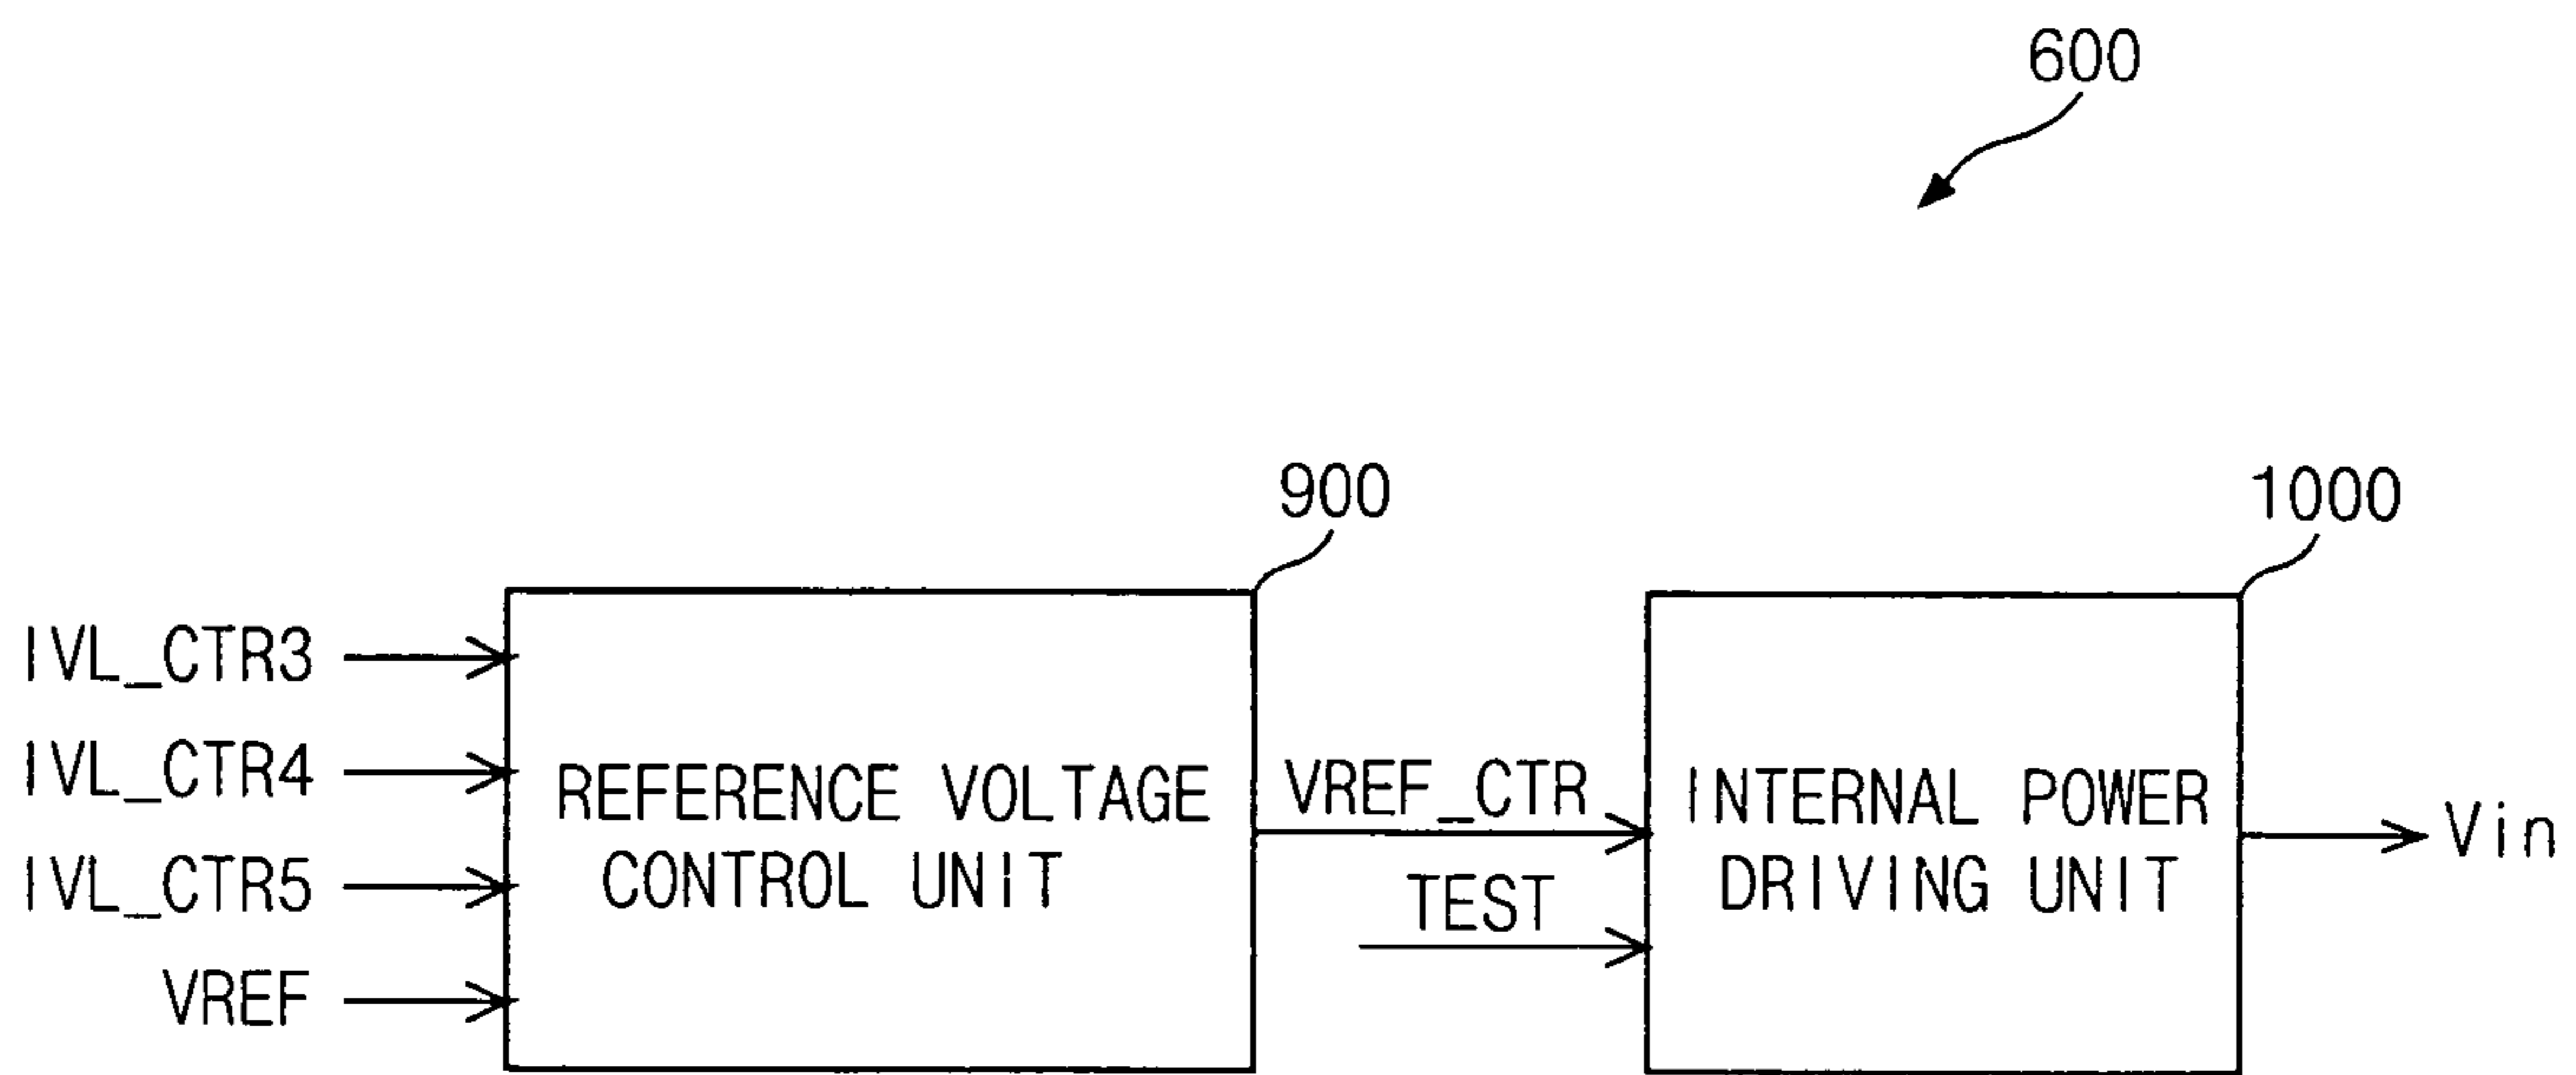 600
900
1000
IVL_CTR3
IVL_CTR4
IVL_CTR5
VREF
REFERENCE VOLTAGE
CONTROL UNIT
VREF_CTR
TEST
INTERNAL POWER
DRIVING UNIT
Vin